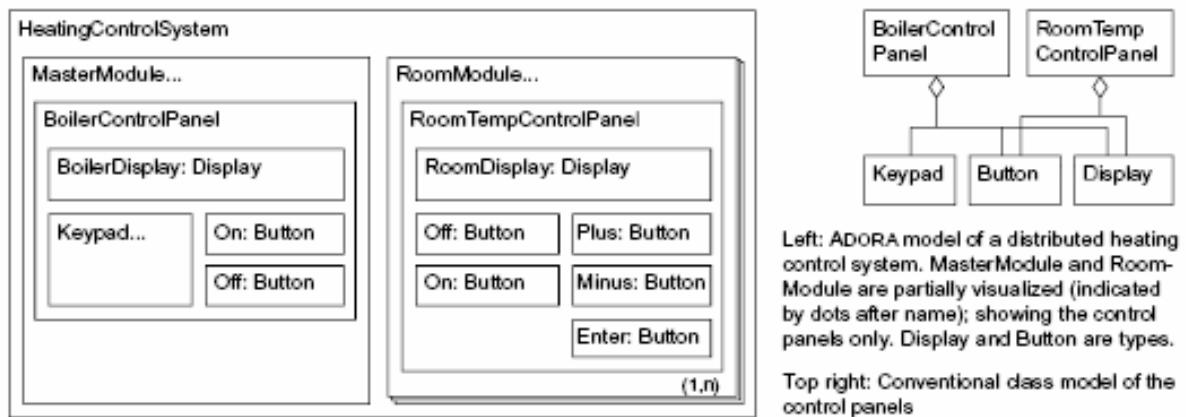 HeatingControlSystem
MasterModule...
BoilerControlPanel
BoilerDisplay: Display
Keypad...
On: Button
Off: Button
RoomModule...
RoomTempControlPanel
RoomDisplay: Display
Off: Button
Plus: Button
On: Button
Minus: Button
Enter: Button
(1,n)
BoilerControl
Panel
RoomTemp
ControlPanel
Keypad
Button
Display
Left: ADORA model of a distributed heating
control system. MasterModule and Room-
Module are partially visualized (indicated
by dots after name); showing the control
panels only. Display and Button are types.
Top right: Conventional class model of the
control panels